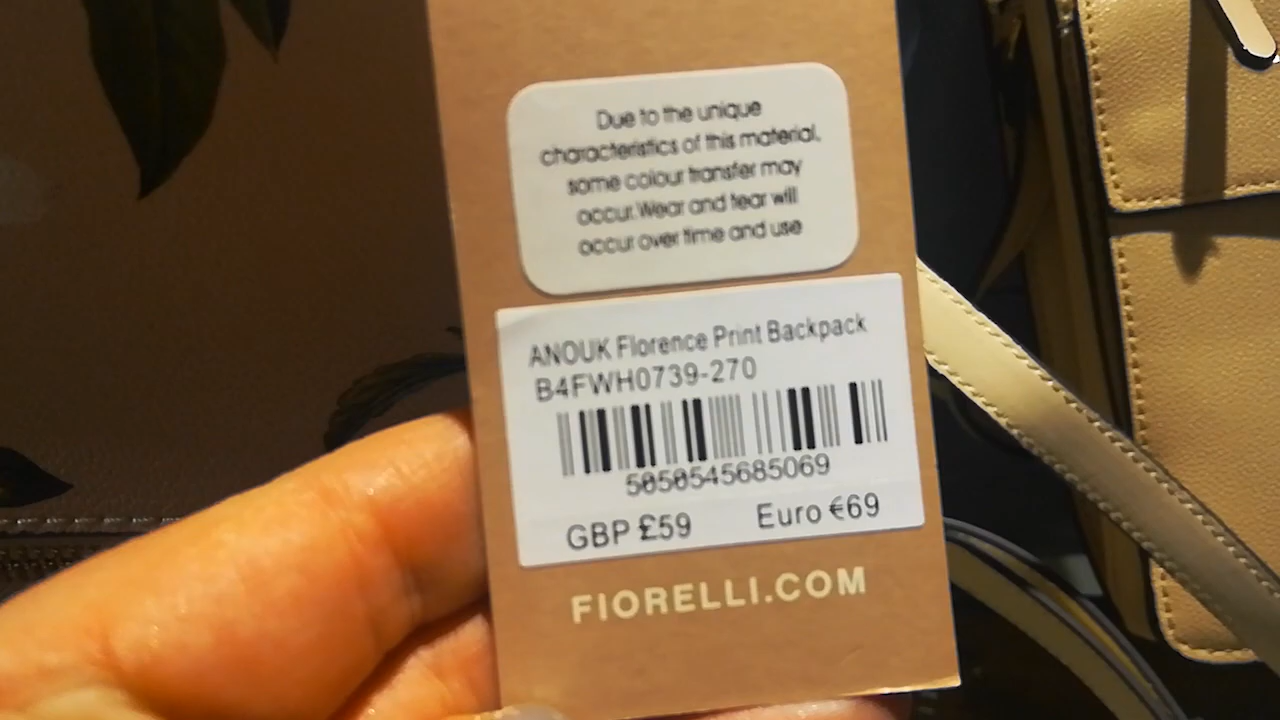 Due to the unique
characteristics of this material,
some colour transfer may
occur. Wear and tear will
occur over time and use
ANOUK Florence Print Backpack
B4FWH0739-270
5050545685069
GBP £59 Euro €69
FIORELLI.COM